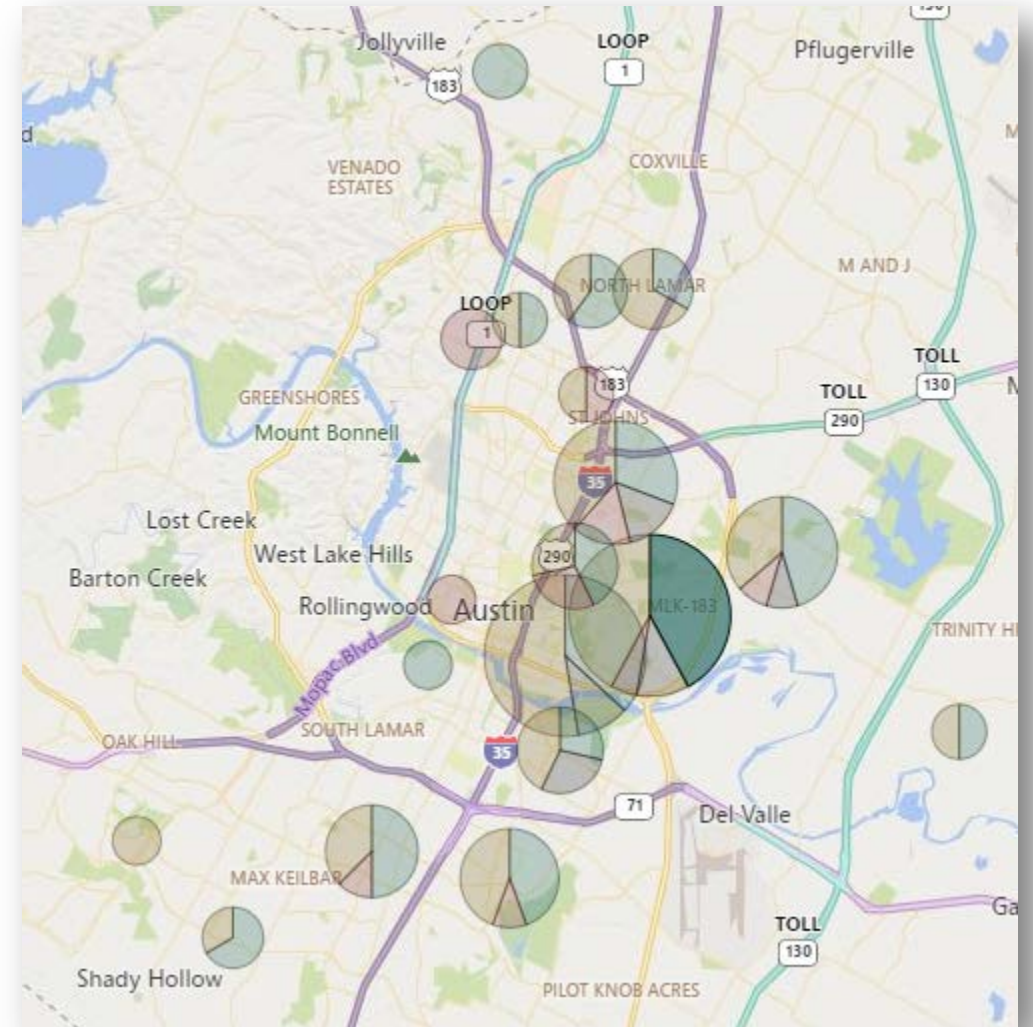 130
Jollyville
LOOP
1
Pflugerville
183
VENADO
ESTATES
COXVILLE
M AND J
NORTH LAMAR
LOOP
1
TOLL
130
183
TOLL
290
GREENSHORES
ST JOHNS
Mount Bonnell
35
Lost Creek
West Lake Hills
290
Barton Creek
Rollingwood
Austin
MLK-183
TRINITY HI
Mopac Blvd
SOUTH LAMAR
OAK HILL
35
71
Del Valle
MAX KEILBAR
Ga
TOLL
130
Shady Hollow
PILOT KNOB ACRES